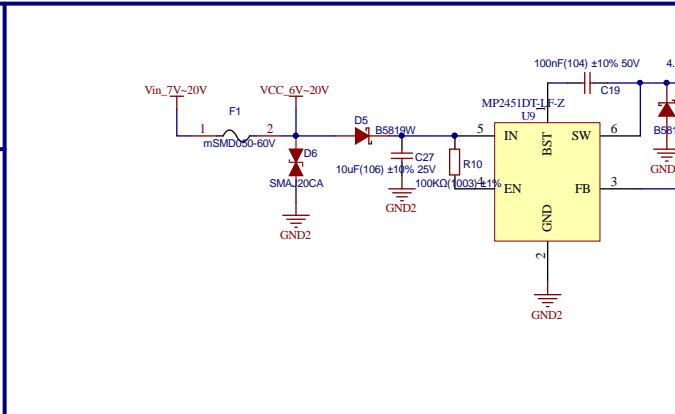 100nF(104) ±10% 50V
4.
C19
Vin_7V~20V
VCC_6V~20V
MP2451DT-LF-Z
F1
U9
D5
1
1
2
B5819W
5
IN
BST
SW
6
B581
mSMD050-60V
D6
C27
R10
10uF(106) ±10% 25V
GND
SMAJ20CA
100KΩ(1003) ±1%
4
EN
FB
3
GND2
GND
GND2
2
GND2